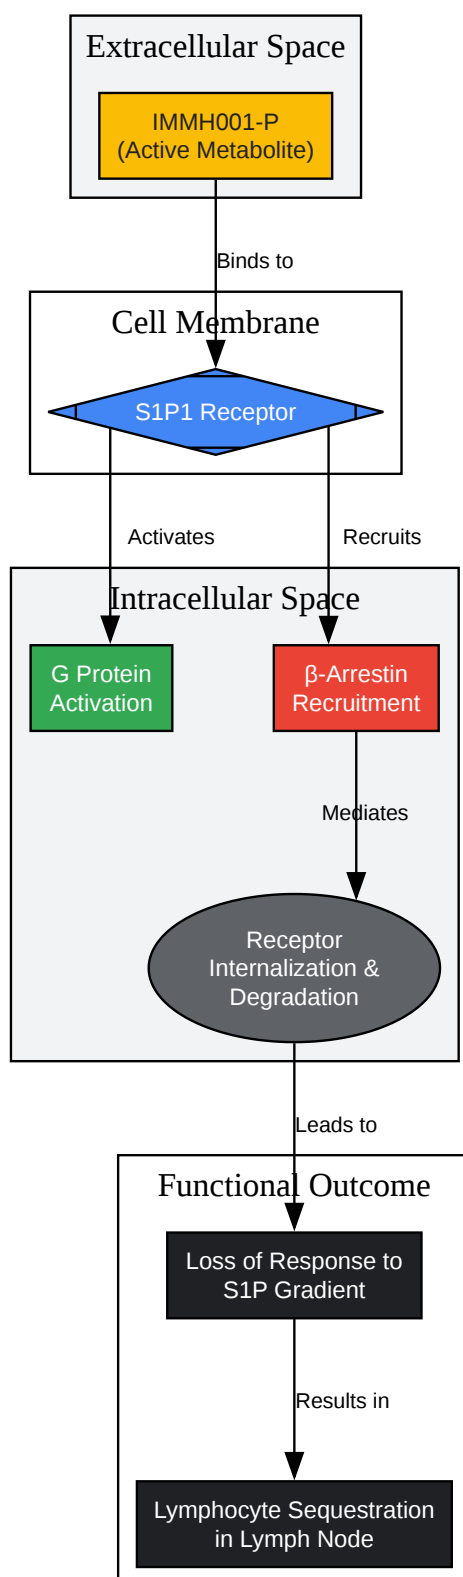 Extracellular Space
IMMH001-P
(Active Metabolite)
Binds to
Cell Membrane
S1P1 Receptor
Activates
Recruits
Intracellular Space
G Protein
Activation
β-Arrestin
Recruitment
Mediates
Receptor
Internalization &
Degradation
Leads to
Functional Outcome
Loss of Response to
S1P Gradient
Results in
Lymphocyte Sequestration
in Lymph Node